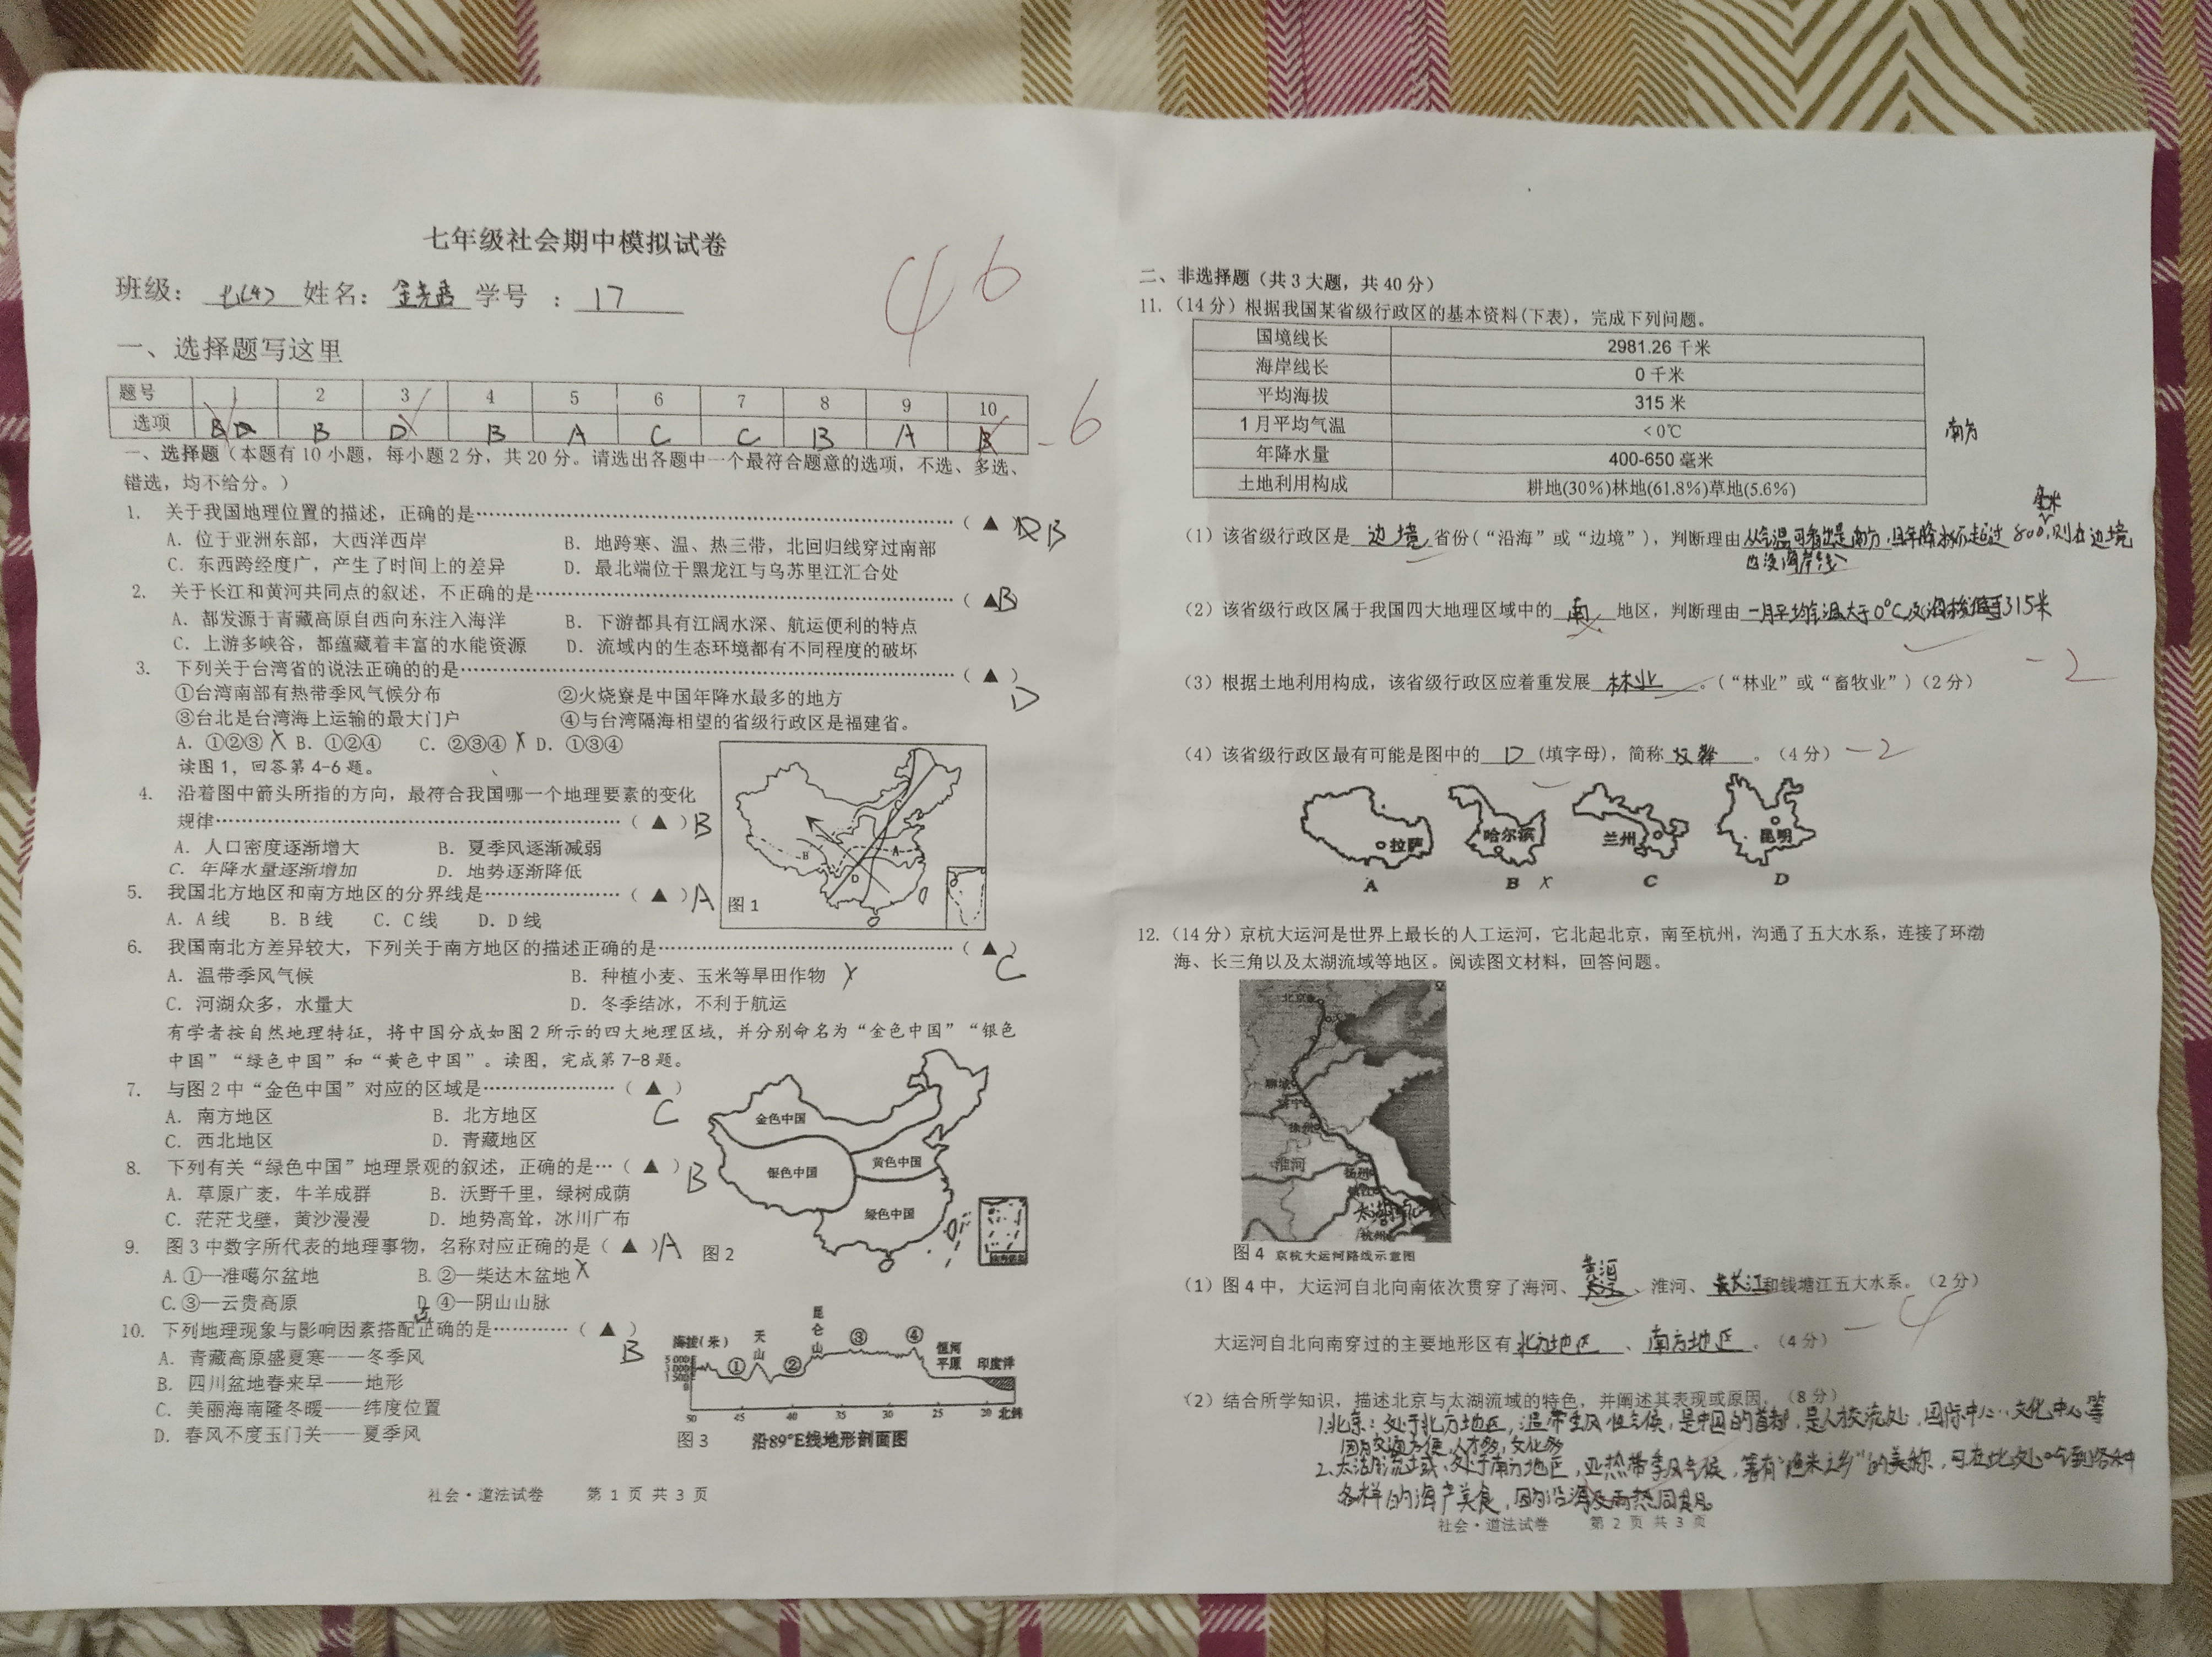 七年级社会期中模拟试卷
46
班级： 七(4) 姓名： 学号 ： 17
一、选择题写这里
题号 1 2 3 4 5 6 7 8 9 10
选项 B D B D B A C C B A B -6
一、选择题（本题有10小题，每小题2分，共20分。请选出各题中一个最符合题意的选项，不选、多选、
错选，均不给分。）
1. 关于我国地理位置的描述，正确的是……（ ▲ ） B
A. 位于亚洲东部，大西洋西岸 B. 地跨寒、温、热三带，北回归线穿过南部
C. 东西跨经度广，产生了时间上的差异 D. 最北端位于黑龙江与乌苏里江汇合处
2. 关于长江和黄河共同点的叙述，不正确的是……（ ▲ B
A. 都发源于青藏高原自西向东注入海洋 B. 下游都具有江阔水深、航运便利的特点
C. 上游多峡谷，都蕴藏着丰富的水能资源 D. 流域内的生态环境都有不同程度的破坏
3. 下列关于台湾省的说法正确的的是……（ ▲ ） D
①台湾南部有热带季风气候分布 ②火烧寮是中国年降水最多的地方
③台北是台湾海上运输的最大门户 ④与台湾隔海相望的省级行政区是福建省。
A. ①②③ X B. ①②④ C. ②③④ X D. ①③④
读图1，回答第4-6题。
4. 沿着图中箭头所指的方向，最符合我国哪一个地理要素的变化
规律……（ ▲ ） B
A. 人口密度逐渐增大 B. 夏季风逐渐减弱
C. 年降水量逐渐增加 D. 地势逐渐降低
5. 我国北方地区和南方地区的分界线是……（ ▲ ） A
A. A线 B. B线 C. C线 D. D线
图1
6. 我国南北方差异较大，下列关于南方地区的描述正确的是……（ ▲ ） C
A. 温带季风气候 B. 种植小麦、玉米等旱田作物 X
C. 河湖众多，水量大 D. 冬季结冰，不利于航运
有学者按自然地理特征，将中国分成如图2所示的四大地理区域，并分别命名为“金色中国”“银色
中国”“绿色中国”和“黄色中国”。读图，完成第7-8题。
7. 与图2中“金色中国”对应的区域是……（ ▲ ） C
A. 南方地区 B. 北方地区
C. 西北地区 D. 青藏地区
8. 下列有关“绿色中国”地理景观的叙述，正确的是…（ ▲ ） B
A. 草原广袤，牛羊成群 B. 沃野千里，绿树成荫
C. 茫茫戈壁，黄沙漫漫 D. 地势高耸，冰川广布
金色中国
银色中国
黄色中国
绿色中国
图2
9. 图3中数字所代表的地理事物，名称对应正确的是（ ▲ ） A
A.①—准噶尔盆地 B.②—柴达木盆地 X
C.③—云贵高原 D.④—阴山山脉
10. 下列地理现象与影响因素搭配正确的是…………（ ▲ ） B
A. 青藏高原盛夏寒——冬季风
B. 四川盆地春来早——地形
C. 美丽海南隆冬暖——纬度位置
D. 春风不度玉门关——夏季风
海拔(米) 天山 昆仑山 ① ② ③ ④ 恒河平原 印度洋
50 45 40 35 30 25 20 北纬
图3 沿89°E线地形剖面图
社会·道法试卷 第 1 页 共 3 页
二、非选择题（共3大题，共40分）
11.（14分）根据我国某省级行政区的基本资料(下表)，完成下列问题。
国境线长 2981.26千米
海岸线长 0千米
平均海拔 315米
1月平均气温 <0℃
年降水量 400-650毫米
土地利用构成 耕地(30%)林地(61.8%)草地(5.6%)
南方
（1）该省级行政区是 边境 省份(“沿海”或“边境”)，判断理由 从气温可看出是南方，且年降水不超过800毫米，则在边境
也没海岸线
（2）该省级行政区属于我国四大地理区域中的 南 地区，判断理由 一月平均气温大于0℃及海拔 315米
-2
（3）根据土地利用构成，该省级行政区应着重发展 林业 。(“林业”或“畜牧业”)（2分）
（4）该省级行政区最有可能是图中的 D (填字母)，简称 。（4分） -2
拉萨 哈尔滨 兰州 昆明
A B X C D
12.（14分）京杭大运河是世界上最长的人工运河，它北起北京，南至杭州，沟通了五大水系，连接了环渤
海、长三角以及太湖流域等地区。阅读图文材料，回答问题。
北京
聊城
济宁
徐州
淮河
扬州
镇江
杭州
图4 京杭大运河路线示意图
（1）图4中，大运河自北向南依次贯穿了海河、 黄河 、淮河、 长江 和钱塘江五大水系。（2分）
大运河自北向南穿过的主要地形区有 北方地区 、 南方地区 。（4分） -4
（2）结合所学知识，描述北京与太湖流域的特色，并阐述其表现或原因。（8分）
1.北京：处于北方地区，温带季风性气候，是中国的首都，是人才交流处，国际中心，文化中心等
因为交通方便，人才多，文化多
2.太湖流域：处于南方地区，亚热带季风气候，著有“渔米之乡”的美称，可在此处吃到各种
各样的海产美食，因为沿海及雨热同期。
社会·道法试卷 第 2 页 共 3 页